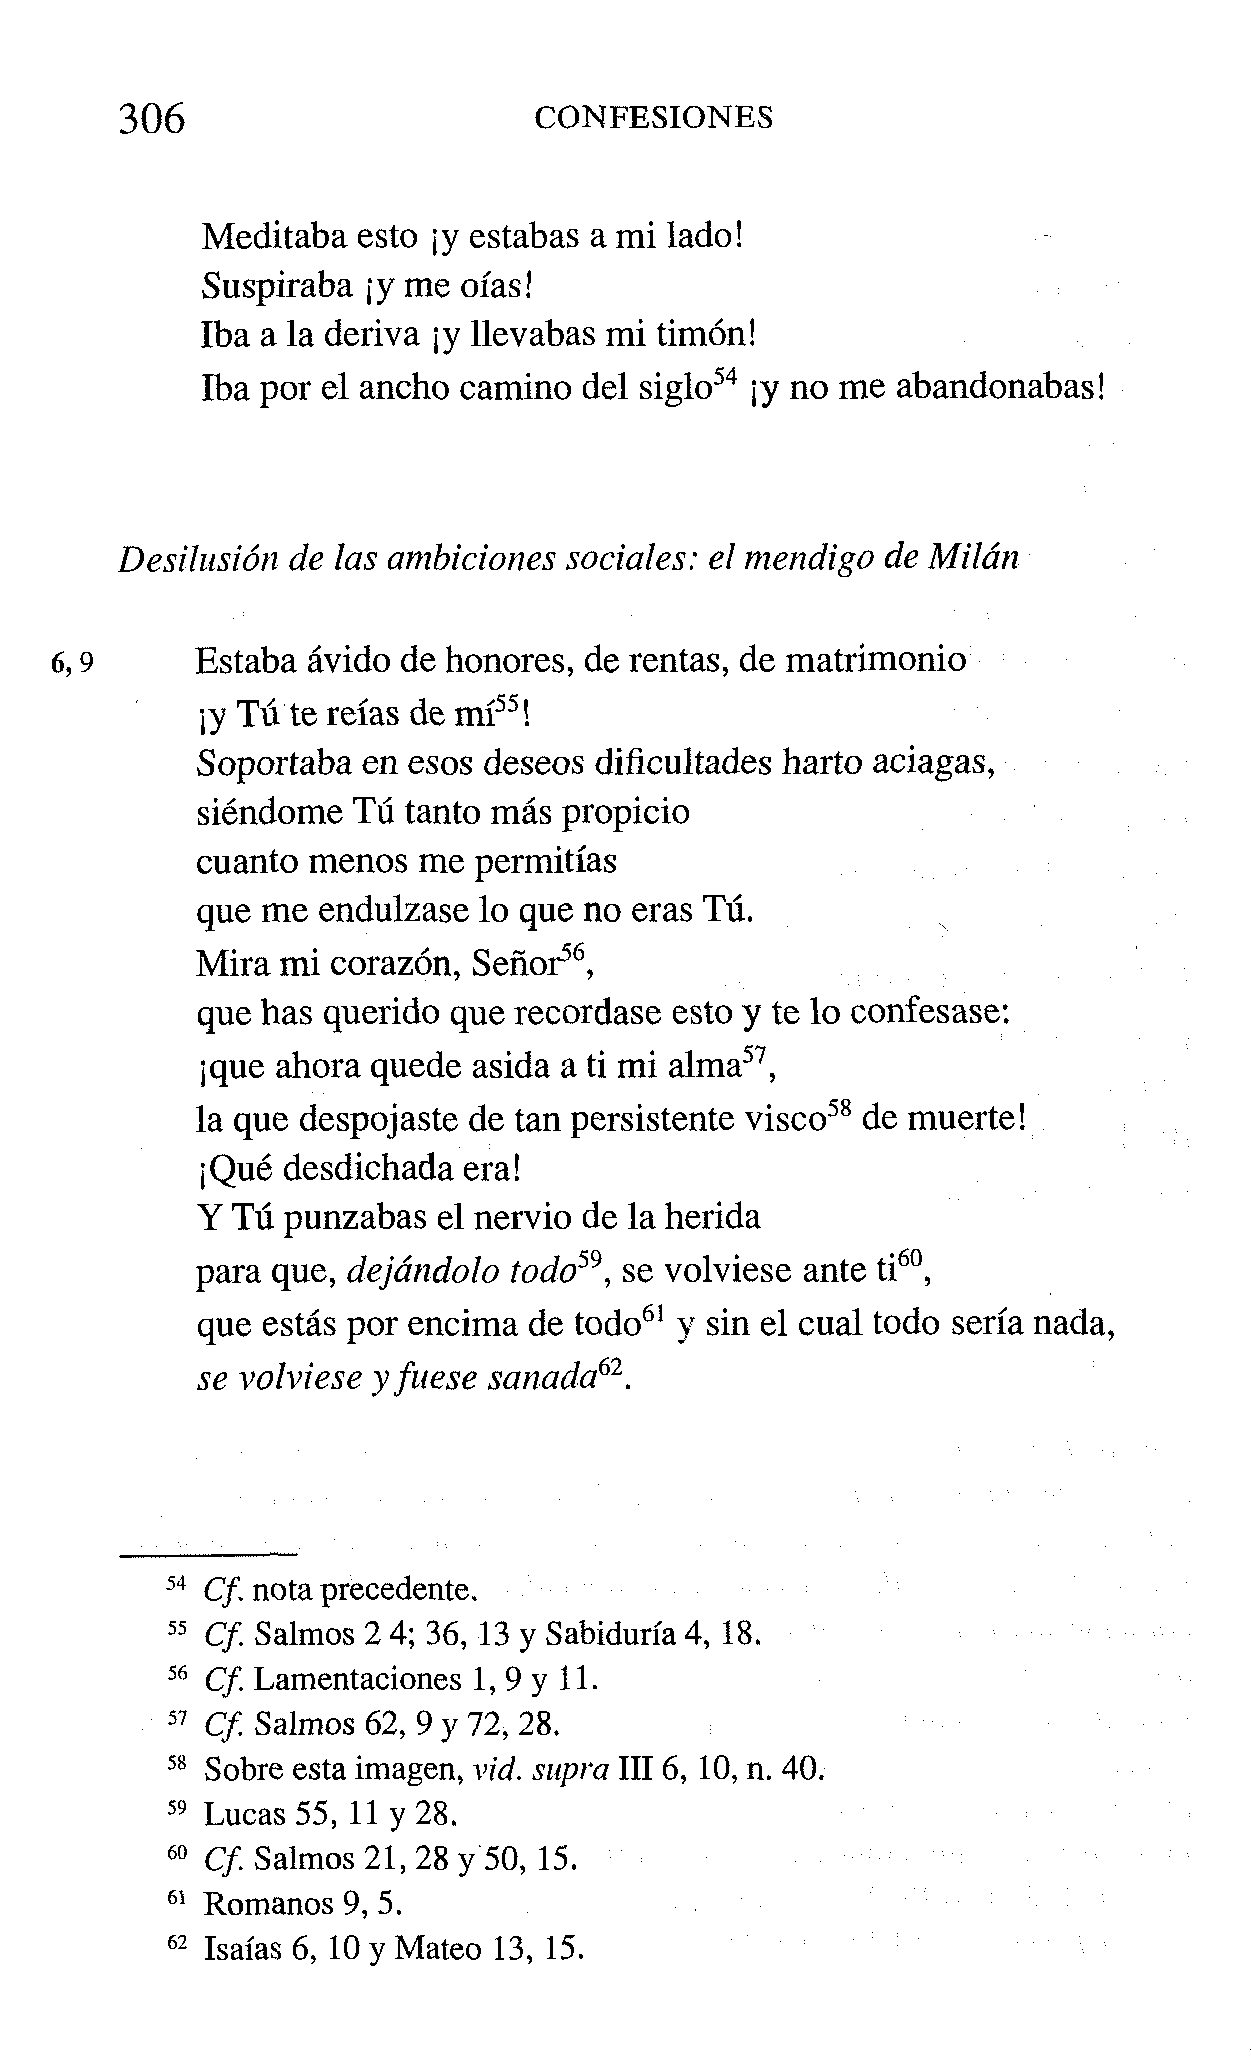 306 CONFESIONES
Meditaba esto ¡y estabas a mi lado!
Suspiraba ¡y me oías!
Iba a la deriva ¡y llevabas mi timón!
Iba por el ancho camino del siglo⁵⁴ ¡y no me abandonabas!
Desilusión de las ambiciones sociales: el mendigo de Milán
6, 9 Estaba ávido de honores, de rentas, de matrimonio
¡y Tú te reías de mí⁵⁵!
Soportaba en esos deseos dificultades harto aciagas,
siéndome Tú tanto más propicio
cuanto menos me permitías
que me endulzase lo que no eras Tú.
Mira mi corazón, Señor⁵⁶,
que has querido que recordase esto y te lo confesase:
¡que ahora quede asida a ti mi alma⁵⁷,
la que despojaste de tan persistente visco⁵⁸ de muerte!
¡Qué desdichada era!
Y Tú punzabas el nervio de la herida
para que, dejándolo todo⁵⁹, se volviese ante ti⁶⁰,
que estás por encima de todo⁶¹ y sin el cual todo sería nada,
se volviese y fuese sanada⁶².
⁵⁴ Cf. nota precedente.
⁵⁵ Cf. Salmos 2 4; 36, 13 y Sabiduría 4, 18.
⁵⁶ Cf. Lamentaciones 1, 9 y 11.
⁵⁷ Cf. Salmos 62, 9 y 72, 28.
⁵⁸ Sobre esta imagen, vid. supra III 6, 10, n. 40.
⁵⁹ Lucas 55, 11 y 28.
⁶⁰ Cf. Salmos 21, 28 y 50, 15.
⁶¹ Romanos 9, 5.
⁶² Isaías 6, 10 y Mateo 13, 15.